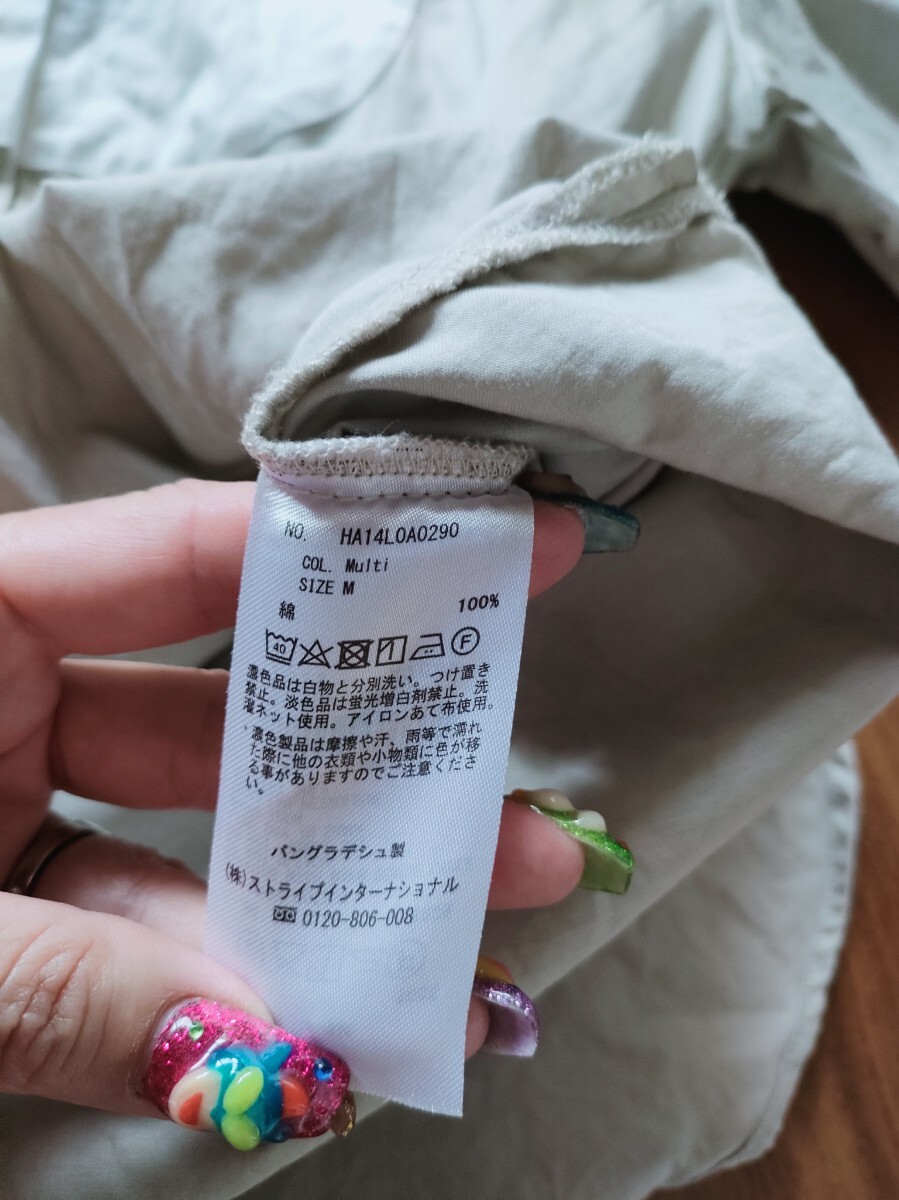 NO. HA14L0A0290
COL. Multi
SIZE M
綿 100%
40 1 F
濃色品は白物と分別洗い。つけ置き
禁止。淡色品は蛍光増白剤禁止。洗
濯ネット使用。アイロンあて布使用。
・濃色製品は摩擦や汗、雨等で濡れ
た際に他の衣類や小物類に色が移
る事がありますのでご注意くださ
い。
バングラデシュ製
(株)ストライプインターナショナル
0120-806-008